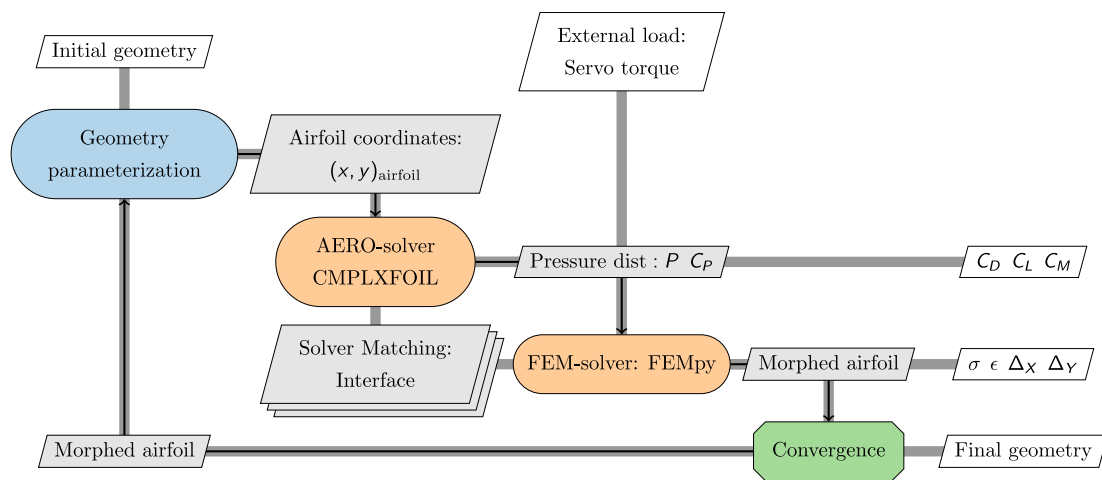 Initial geometry
External load:
Servo torque
Geometry
parameterization
Airfoil coordinates:
(x, y)airfoil
AERO-solver
CMPLXFOIL
Pressure dist : P C_P
C_D C_L C_M
Solver Matching:
Interface
FEM-solver: FEMpy
Morphed airfoil
σ ϵ Δ_X Δ_Y
Morphed airfoil
Convergence
Final geometry